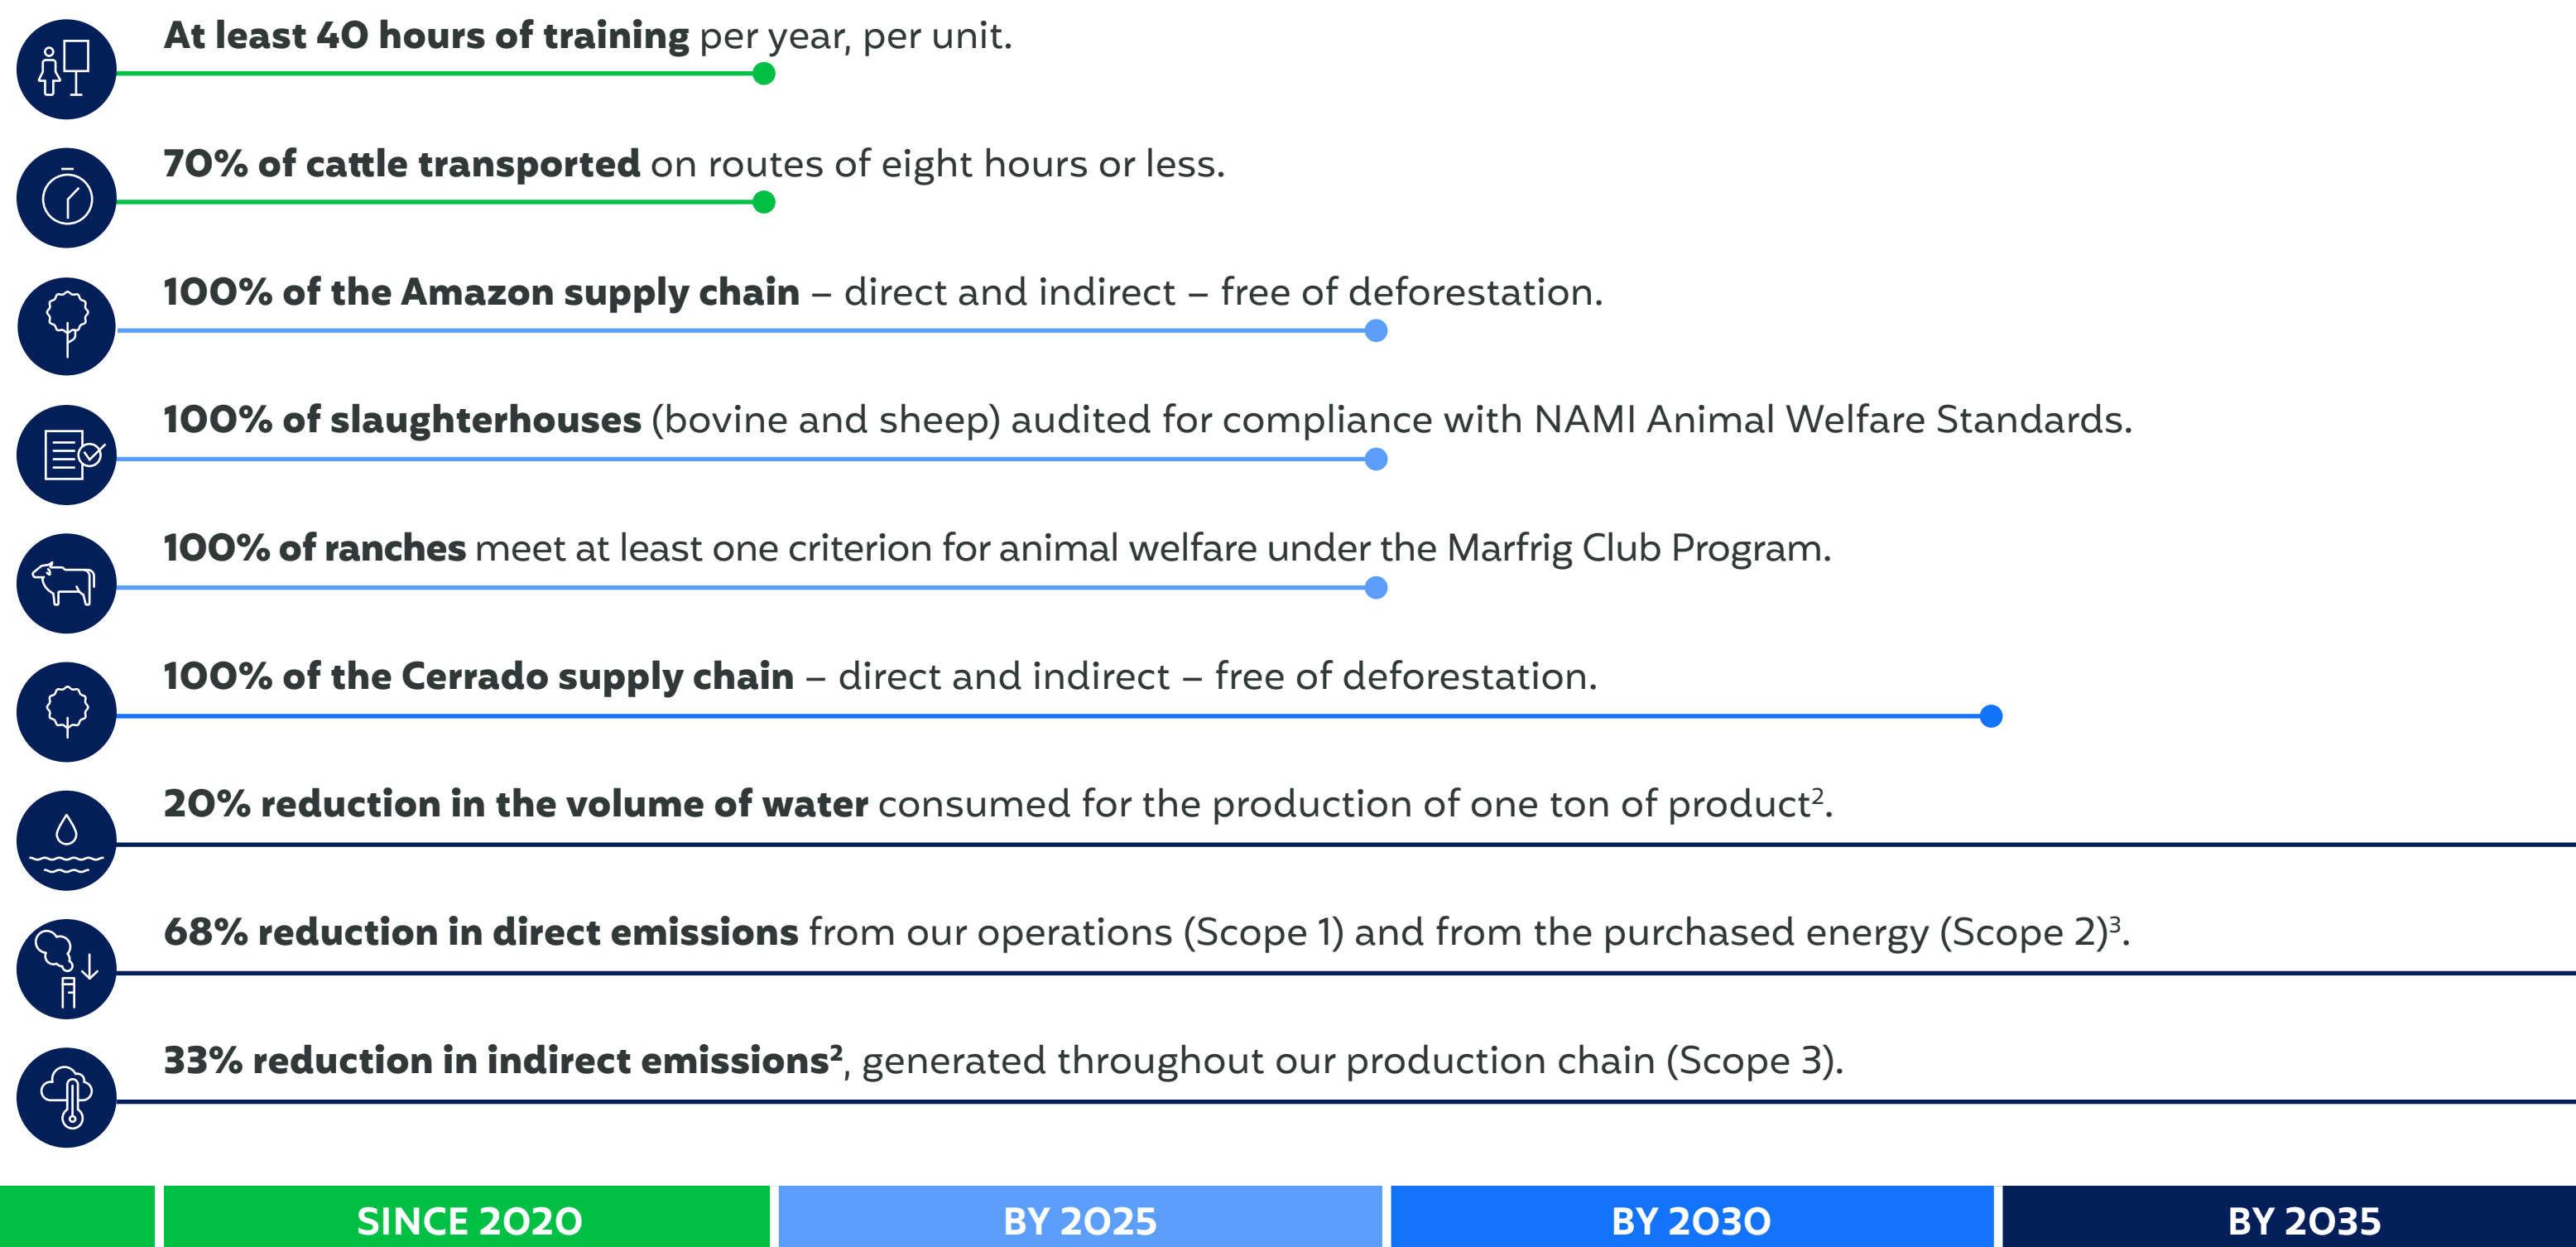 At least 40 hours of training per year, per unit.
70% of cattle transported on routes of eight hours or less.
100% of the Amazon supply chain – direct and indirect – free of deforestation.
100% of slaughterhouses (bovine and sheep) audited for compliance with NAMI Animal Welfare Standards.
100% of ranches meet at least one criterion for animal welfare under the Marfrig Club Program.
100% of the Cerrado supply chain – direct and indirect – free of deforestation.
20% reduction in the volume of water consumed for the production of one ton of product².
68% reduction in direct emissions from our operations (Scope 1) and from the purchased energy (Scope 2)³.
33% reduction in indirect emissions², generated throughout our production chain (Scope 3).
SINCE 2020 BY 2025 BY 2030 BY 2035